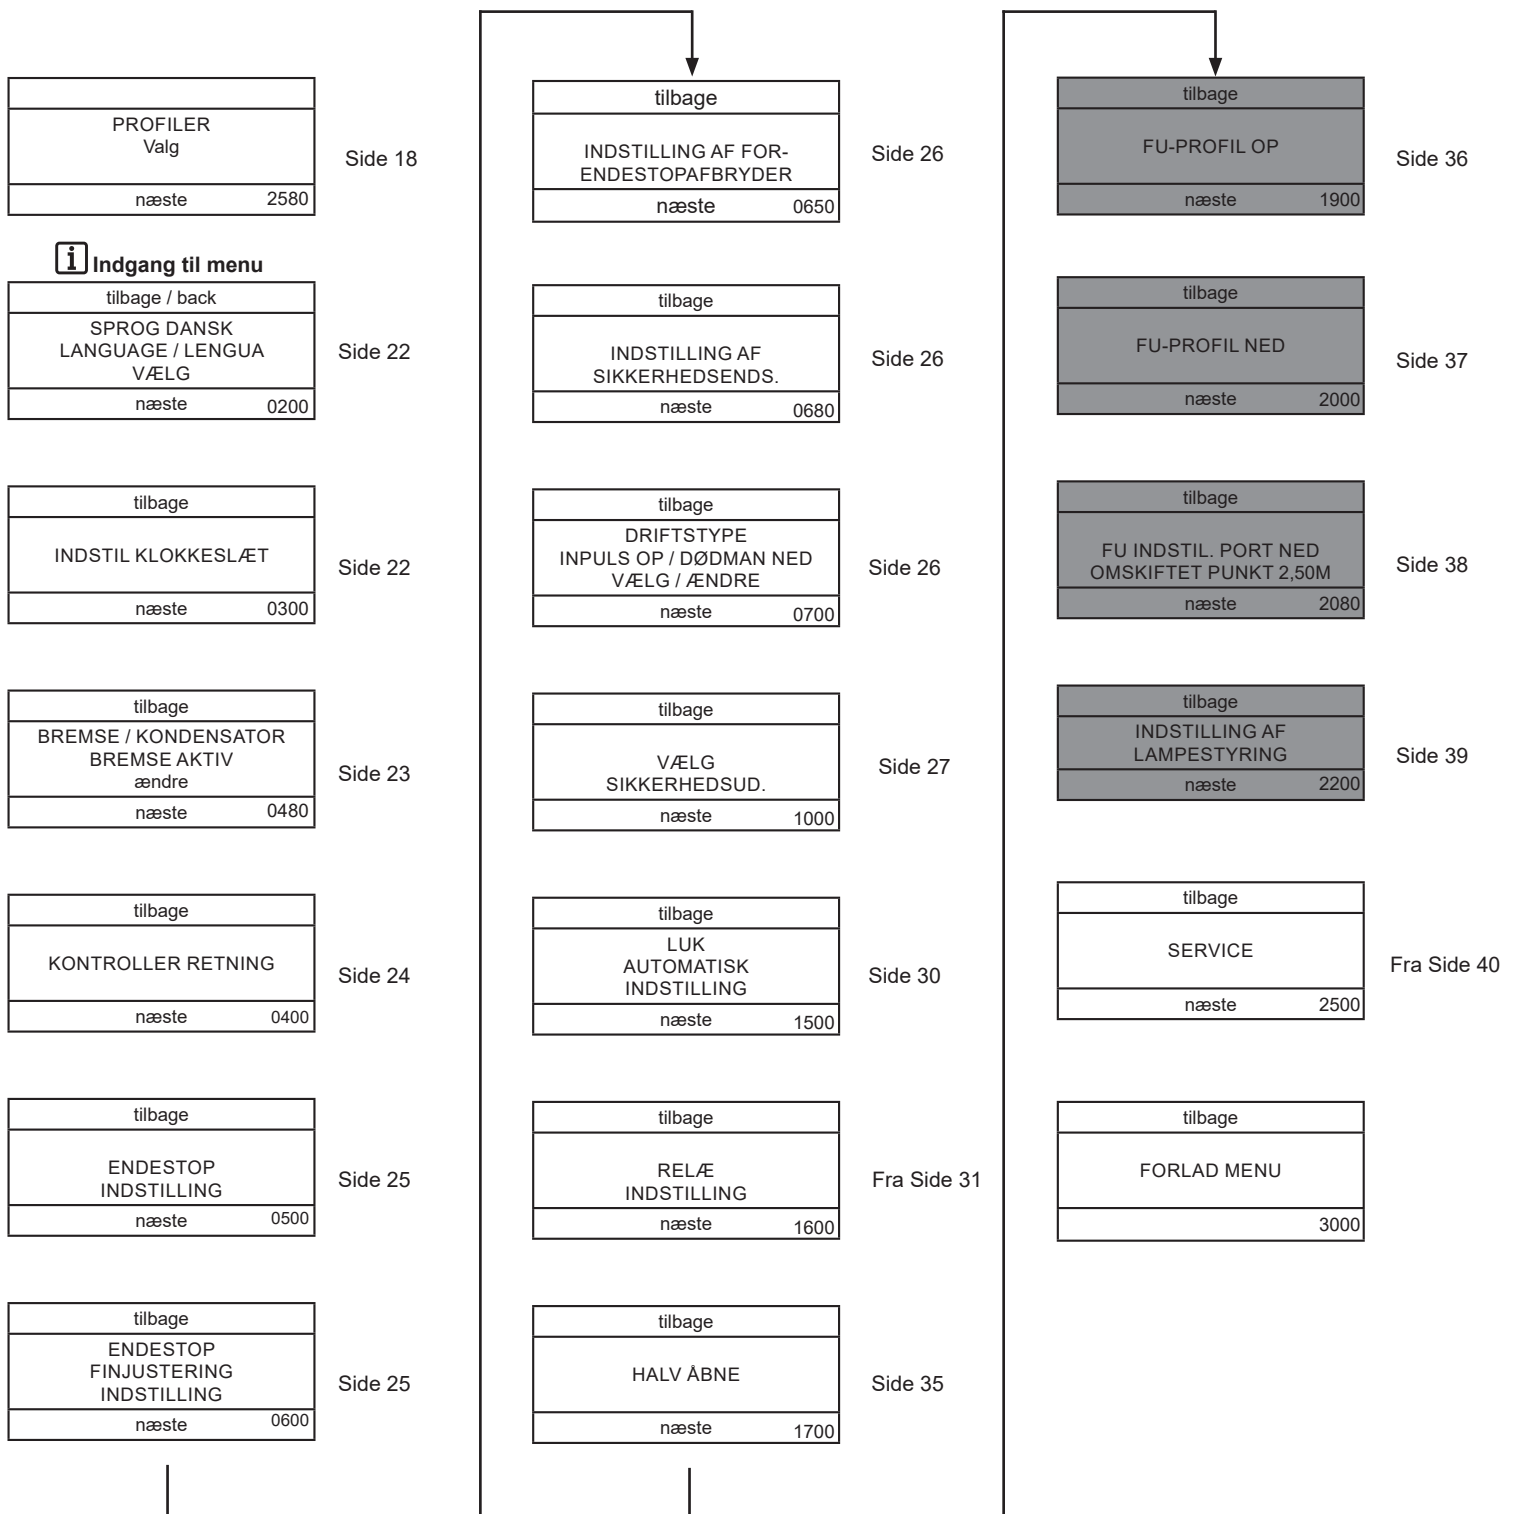 PROFILER
Valg
næste 2580
Side 18
i Indgang til menu
tilbage / back
SPROG DANSK
LANGUAGE / LENGUA
VÆLG
næste 0200
Side 22
tilbage
INDSTIL KLOKKESLÆT
næste 0300
Side 22
tilbage
BREMSE / KONDENSATOR
BREMSE AKTIV
ændre
næste 0480
Side 23
tilbage
KONTROLLER RETNING
næste 0400
Side 24
tilbage
ENDESTOP
INDSTILLING
næste 0500
Side 25
tilbage
ENDESTOP
FINJUSTERING
INDSTILLING
næste 0600
Side 25
tilbage
INDSTILLING AF FOR-
ENDESTOPAFBRYDER
næste 0650
Side 26
tilbage
INDSTILLING AF
SIKKERHEDSENDS.
næste 0680
Side 26
tilbage
DRIFTSTYPE
INPULS OP / DØDMAN NED
VÆLG / ÆNDRE
næste 0700
Side 26
tilbage
VÆLG
SIKKERHEDSUD.
næste 1000
Side 27
tilbage
LUK
AUTOMATISK
INDSTILLING
næste 1500
Side 30
tilbage
RELÆ
INDSTILLING
næste 1600
Fra Side 31
tilbage
HALV ÅBNE
næste 1700
Side 35
tilbage
FU-PROFIL OP
næste 1900
Side 36
tilbage
FU-PROFIL NED
næste 2000
Side 37
tilbage
FU INDSTIL. PORT NED
OMSKIFTET PUNKT 2,50M
næste 2080
Side 38
tilbage
INDSTILLING AF
LAMPESTYRING
næste 2200
Side 39
tilbage
SERVICE
næste 2500
Fra Side 40
tilbage
FORLAD MENU
3000